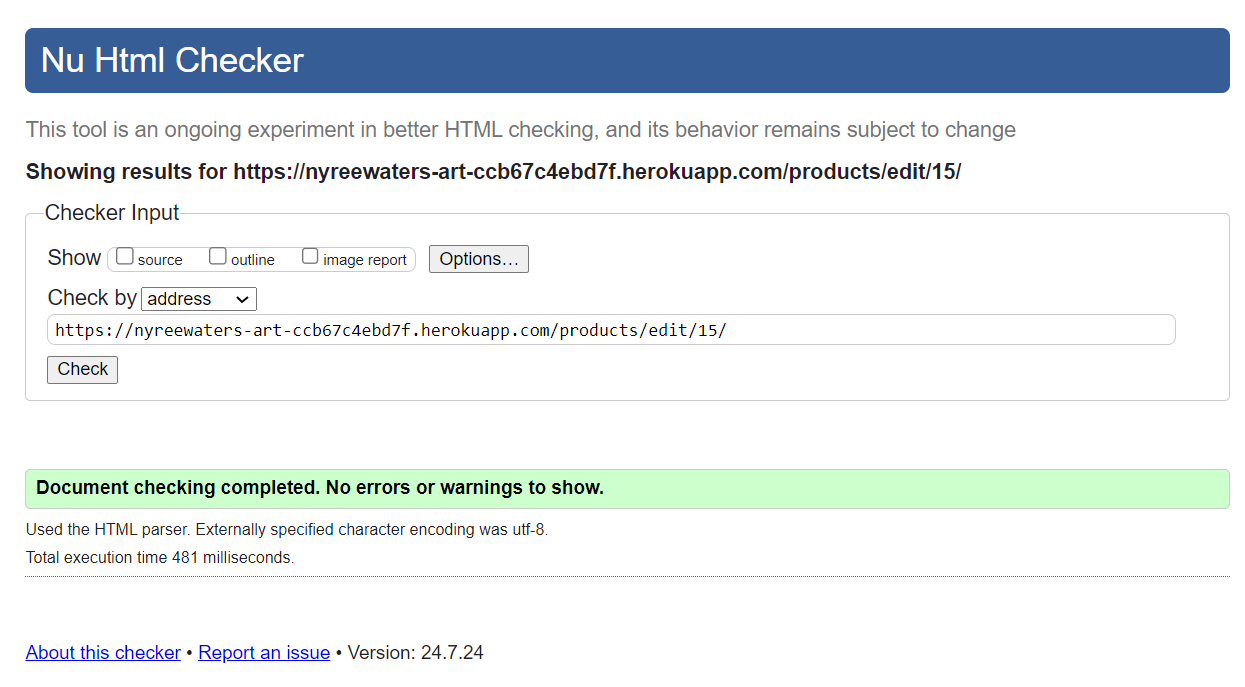 Nu Html Checker
This tool is an ongoing experiment in better HTML checking, and its behavior remains subject to change
Showing results for https://nyreewaters-art-ccb67c4ebd7f.herokuapp.com/products/edit/15/
Checker Input
Show source outline image report Options...
Check by address
https://nyreewaters-art-ccb67c4ebd7f.herokuapp.com/products/edit/15/
Check
Document checking completed. No errors or warnings to show.
Used the HTML parser. Externally specified character encoding was utf-8.
Total execution time 481 milliseconds.
About this checker • Report an issue • Version: 24.7.24